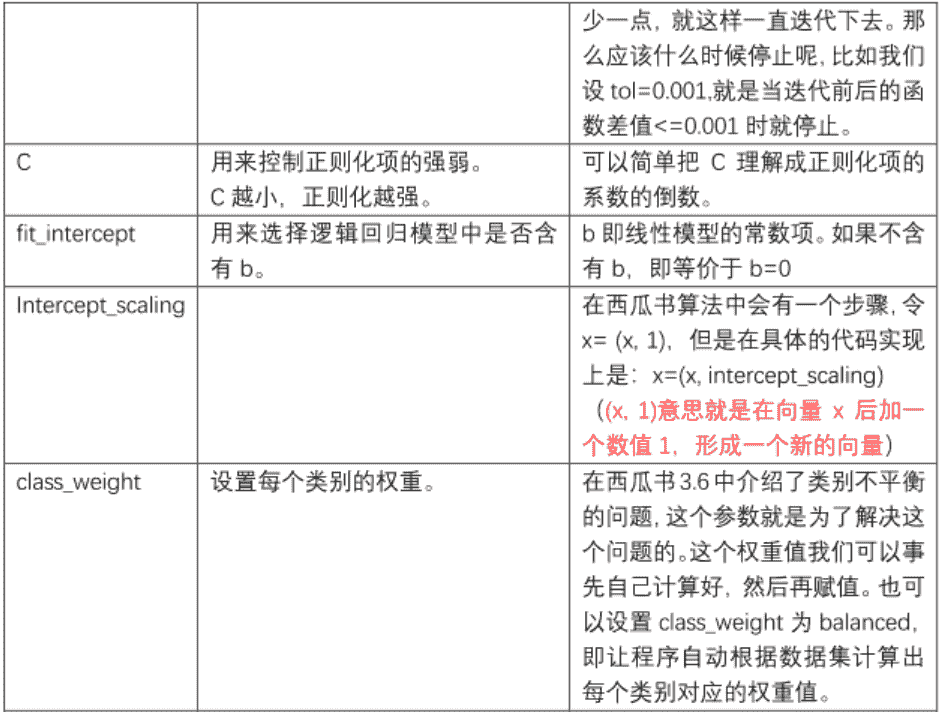 少一点，就这样一直迭代下去。那
么应该什么时候停止呢，比如我们
设 tol=0.001,就是当迭代前后的函
数差值<=0.001 时就停止。
C
用来控制正则化项的强弱。
C 越小，正则化越强。
可以简单把 C 理解成正则化项的
系数的倒数。
fit_intercept
用来选择逻辑回归模型中是否含
有 b。
b 即线性模型的常数项。如果不含
有 b，即等价于 b=0
Intercept_scaling
在西瓜书算法中会有一个步骤，令
x= (x, 1)，但是在具体的代码实现
上是：x=(x, intercept_scaling)
（(x, 1)意思就是在向量 x 后加一
个数值 1，形成一个新的向量）
class_weight
设置每个类别的权重。
在西瓜书 3.6 中介绍了类别不平衡
的问题，这个参数就是为了解决这
个问题的。这个权重值我们可以事
先自己计算好，然后再赋值。也可
以设置 class_weight 为 balanced，
即让程序自动根据数据集计算出
每个类别对应的权重值。